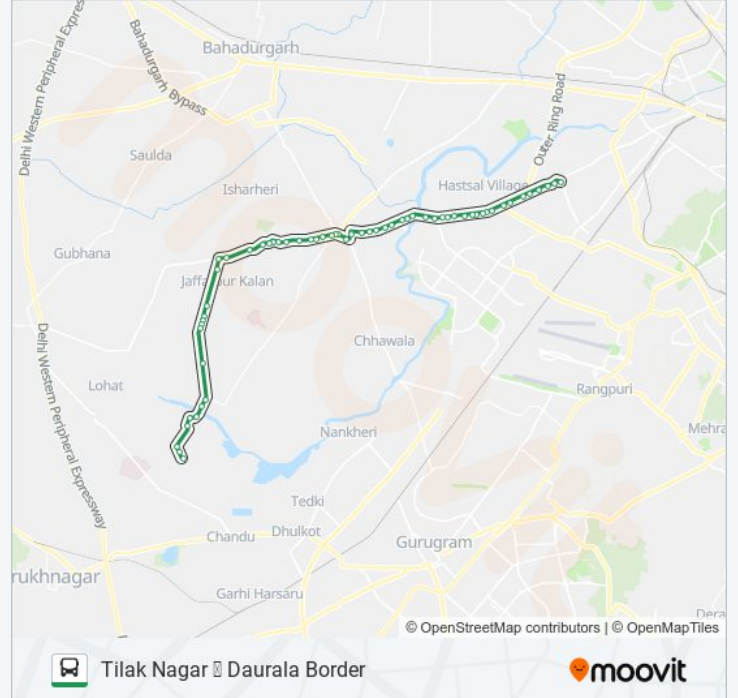 Bahadurgarh
Delhi Western Peripheral Express
Bahadurgarh Bypass
Outer Ring Road
Saulda
Isharheri
Hastsal Village
Gubhana
Jaffarpur Kalan
Chhawala
Delhi Western Peripheral Expressway
Lohat
Rangpuri
Mehra
Nankheri
Tedki
Chandu
Dhulkot
Gurugram
rukhnagar
Garhi Harsaru
Dera
© OpenStreetMap contributors | © OpenMapTiles
Tilak Nagar Daurala Border
moovit